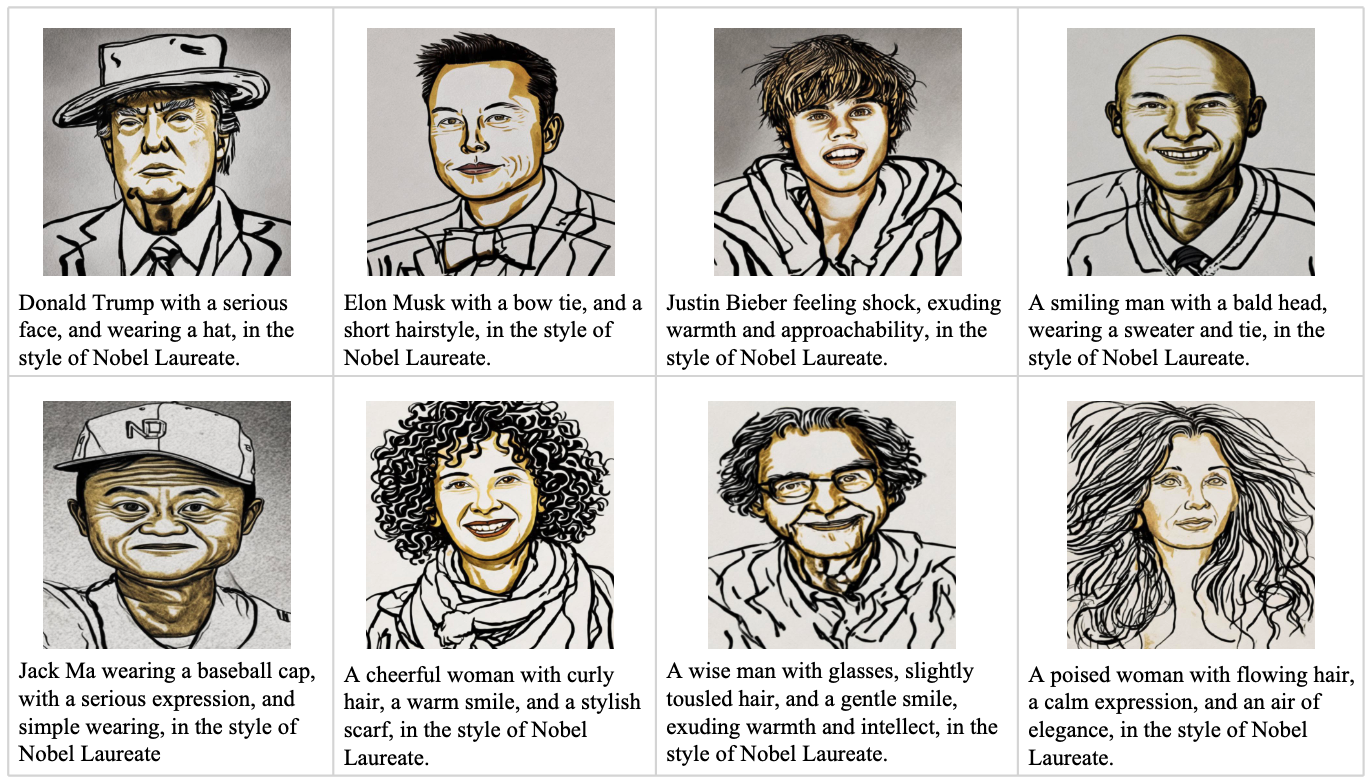 Donald Trump with a serious
face, and wearing a hat, in the
style of Nobel Laureate.
Elon Musk with a bow tie, and a
short hairstyle, in the style of
Nobel Laureate.
Justin Bieber feeling shock, exuding
warmth and approachability, in the
style of Nobel Laureate.
A smiling man with a bald head,
wearing a sweater and tie, in the
style of Nobel Laureate.
ND
Jack Ma wearing a baseball cap,
with a serious expression, and
simple wearing, in the style of
Nobel Laureate
A cheerful woman with curly
hair, a warm smile, and a stylish
scarf, in the style of Nobel
Laureate.
A wise man with glasses, slightly
tousled hair, and a gentle smile,
exuding warmth and intellect, in the
style of Nobel Laureate.
A poised woman with flowing hair,
a calm expression, and an air of
elegance, in the style of Nobel
Laureate.